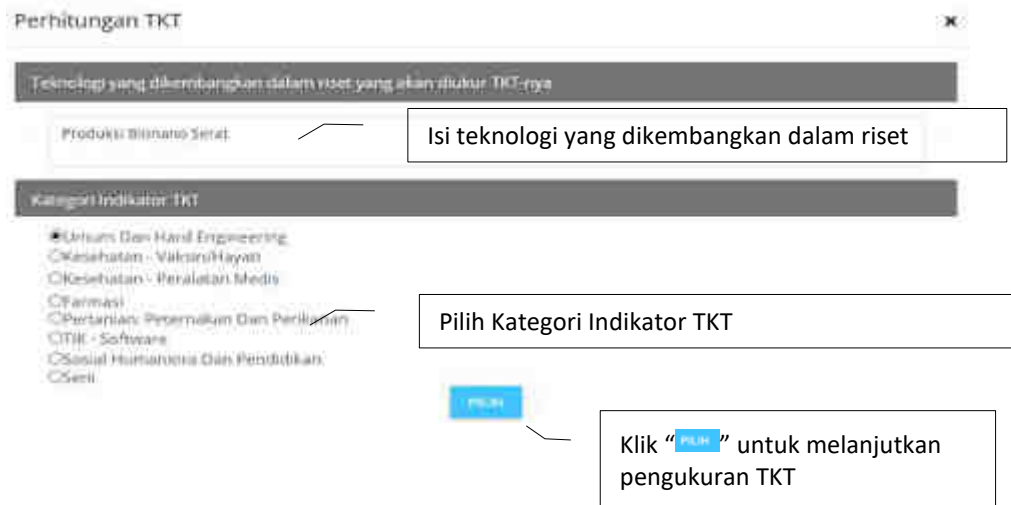 Perhitungan TKT
Teknologi yang dikembangkan dalam riset yang akan diukur TKT-nya
Produksi Bionano Serat
Isi teknologi yang dikembangkan dalam riset
Kategori Indikator TKT
Umum Dan Hard Engineering
Kesehatan - Vaksin/Hayati
Kesehatan - Peralatan Medis
Farmasi
Pertanian/ Peternakan Dan Perikanan
Pilih Kategori Indikator TKT
TIK - Software
Sosial Humaniora Dan Pendidikan
Seni
PILIH
Klik “PILIH” untuk melanjutkan
pengukuran TKT